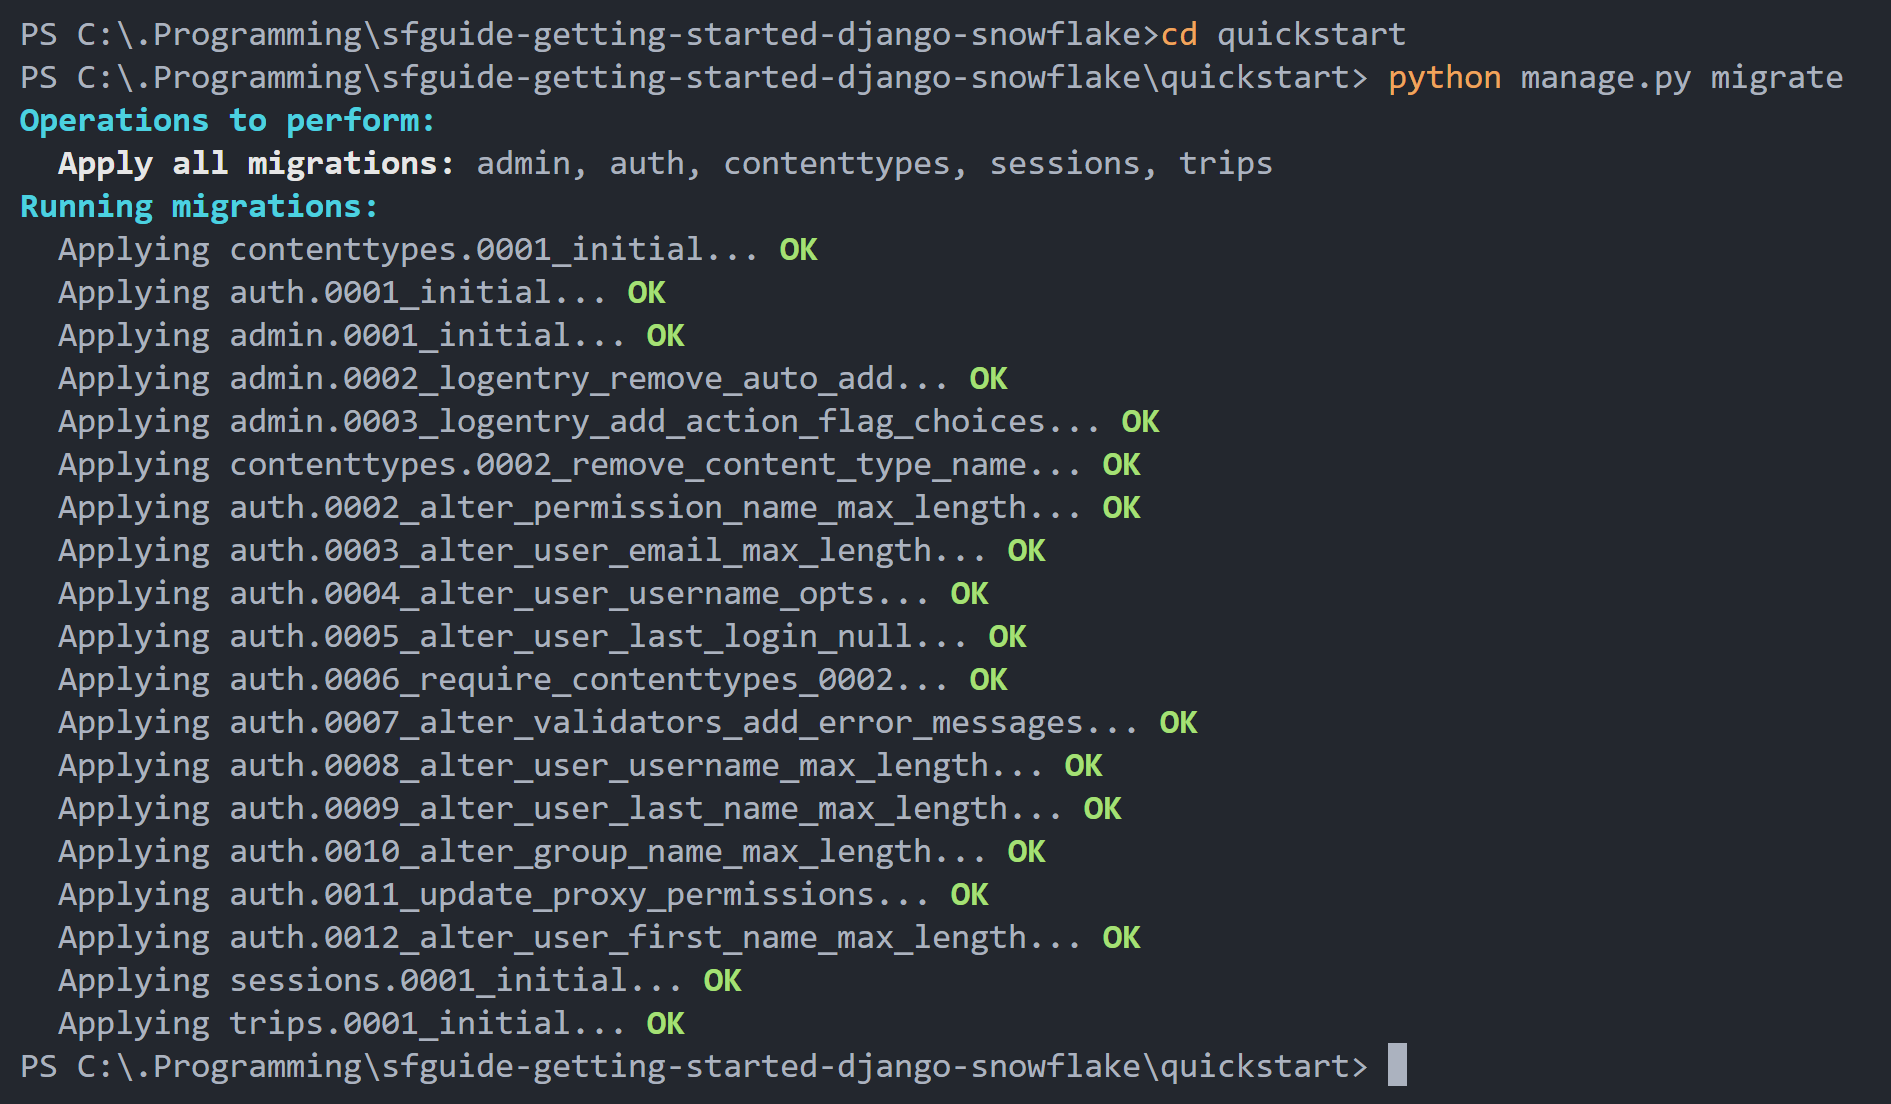 PS C:\.Programming\sfguide-getting-started-django-snowflake>cd quickstart
PS C:\.Programming\sfguide-getting-started-django-snowflake\quickstart> python manage.py migrate
Operations to perform:
  Apply all migrations: admin, auth, contenttypes, sessions, trips
Running migrations:
  Applying contenttypes.0001_initial... OK
  Applying auth.0001_initial... OK
  Applying admin.0001_initial... OK
  Applying admin.0002_logentry_remove_auto_add... OK
  Applying admin.0003_logentry_add_action_flag_choices... OK
  Applying contenttypes.0002_remove_content_type_name... OK
  Applying auth.0002_alter_permission_name_max_length... OK
  Applying auth.0003_alter_user_email_max_length... OK
  Applying auth.0004_alter_user_username_opts... OK
  Applying auth.0005_alter_user_last_login_null... OK
  Applying auth.0006_require_contenttypes_0002... OK
  Applying auth.0007_alter_validators_add_error_messages... OK
  Applying auth.0008_alter_user_username_max_length... OK
  Applying auth.0009_alter_user_last_name_max_length... OK
  Applying auth.0010_alter_group_name_max_length... OK
  Applying auth.0011_update_proxy_permissions... OK
  Applying auth.0012_alter_user_first_name_max_length... OK
  Applying sessions.0001_initial... OK
  Applying trips.0001_initial... OK
PS C:\.Programming\sfguide-getting-started-django-snowflake\quickstart>